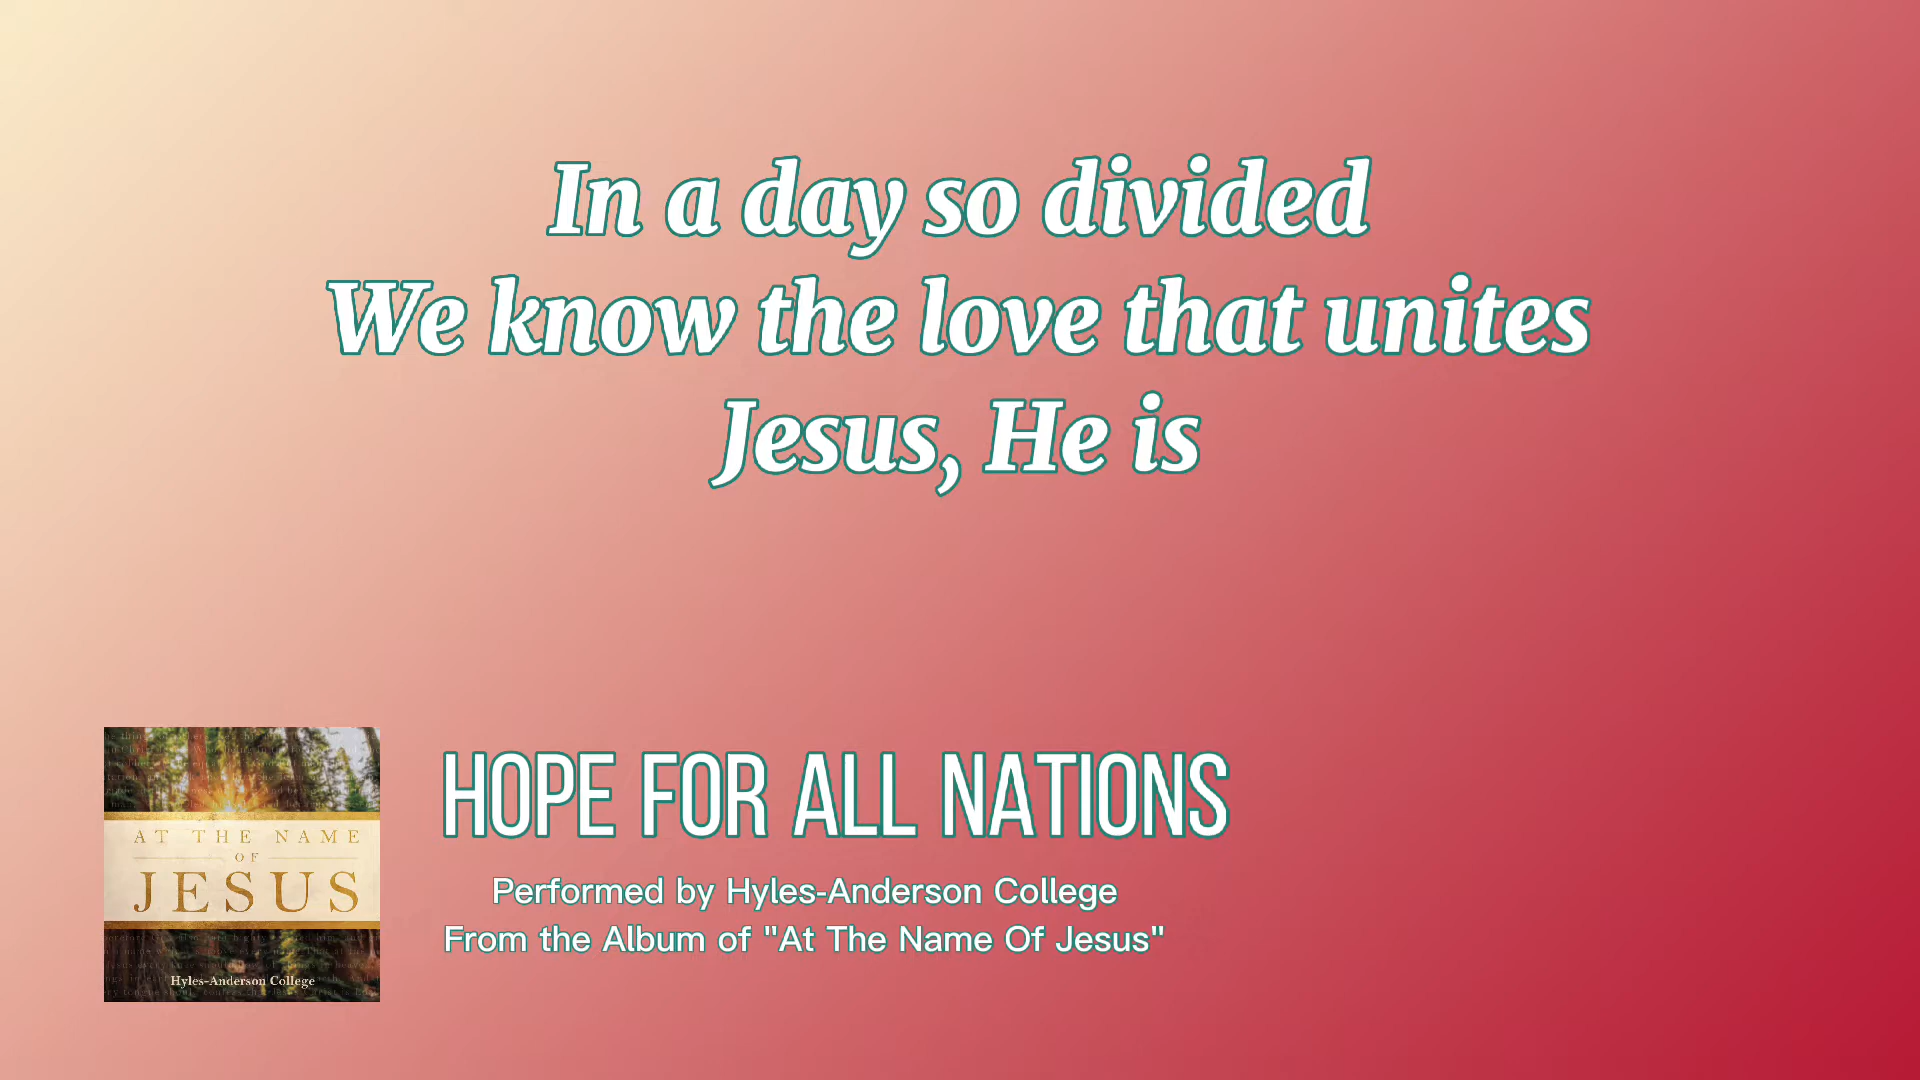 In a day so divided
We know the love that unites
Jesus, He is
HOPE FOR ALL NATIONS
Performed by Hyles-Anderson College
From the Album of "At The Name Of Jesus"
AT THE NAME
OF
JESUS
Hyles-Anderson College